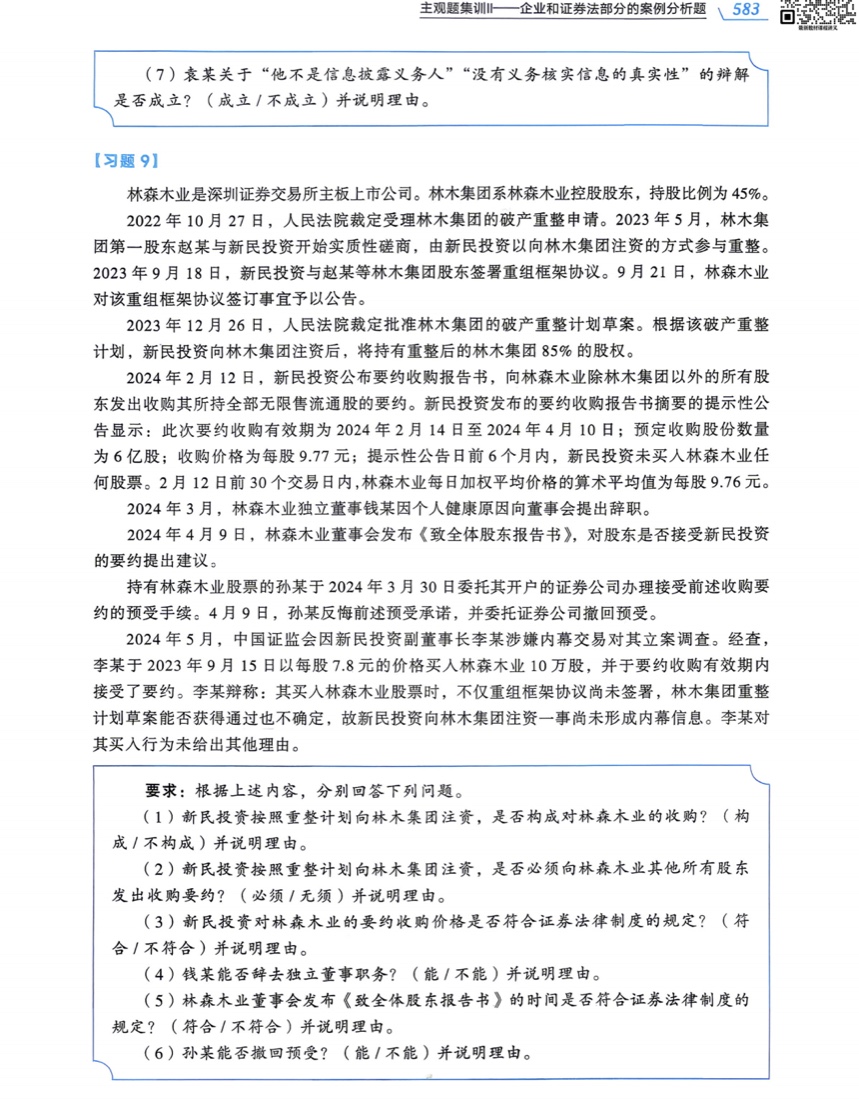 主观题集训Ⅱ——企业和证券法部分的案例分析题 583
（7）袁某关于“他不是信息披露义务人”“没有义务核实信息的真实性”的辩解
是否成立？（成立/不成立）并说明理由。
【习题9】
林森木业是深圳证券交易所主板上市公司。林木集团系林森木业控股股东，持股比例为45%。
2022年10月27日，人民法院裁定受理林木集团的破产重整申请。2023年5月，林木集
团第一股东赵某与新民投资开始实质性磋商，由新民投资以向林木集团注资的方式参与重整。
2023年9月18日，新民投资与赵某等林木集团股东签署重组框架协议。9月21日，林森木业
对该重组框架协议签订事宜予以公告。
2023年12月26日，人民法院裁定批准林木集团的破产重整计划草案。根据该破产重整
计划，新民投资向林木集团注资后，将持有重整后的林木集团85%的股权。
2024年2月12日，新民投资公布要约收购报告书，向林森木业除林木集团以外的所有股
东发出收购其所持全部无限售流通股的要约。新民投资发布的要约收购报告书摘要的提示性公
告显示：此次要约收购有效期为2024年2月14日至2024年4月10日；预定收购股份数量
为6亿股；收购价格为每股9.77元；提示性公告日前6个月内，新民投资未买入林森木业任
何股票。2月12日前30个交易日内，林森木业每日加权平均价格的算术平均值为每股9.76元。
2024年3月，林森木业独立董事钱某因个人健康原因向董事会提出辞职。
2024年4月9日，林森木业董事会发布《致全体股东报告书》，对股东是否接受新民投资
的要约提出建议。
持有林森木业股票的孙某于2024年3月30日委托其开户的证券公司办理接受前述收购要
约的预受手续。4月9日，孙某反悔前述预受承诺，并委托证券公司撤回预受。
2024年5月，中国证监会因新民投资副董事长李某涉嫌内幕交易对其立案调查。经查，
李某于2023年9月15日以每股7.8元的价格买入林森木业10万股，并于要约收购有效期内
接受了要约。李某辩称：其买入林森木业股票时，不仅重组框架协议尚未签署，林木集团重整
计划草案能否获得通过也不确定，故新民投资向林木集团注资一事尚未形成内幕信息。李某对
其买入行为未给出其他理由。
要求：根据上述内容，分别回答下列问题。
（1）新民投资按照重整计划向林木集团注资，是否构成对林森木业的收购？（构
成/不构成）并说明理由。
（2）新民投资按照重整计划向林木集团注资，是否必须向林森木业其他所有股东
发出收购要约？（必须/无须）并说明理由。
（3）新民投资对林森木业的要约收购价格是否符合证券法律制度的规定？（符
合/不符合）并说明理由。
（4）钱某能否辞去独立董事职务？（能/不能）并说明理由。
（5）林森木业董事会发布《致全体股东报告书》的时间是否符合证券法律制度的
规定？（符合/不符合）并说明理由。
（6）孙某能否撤回预受？（能/不能）并说明理由。